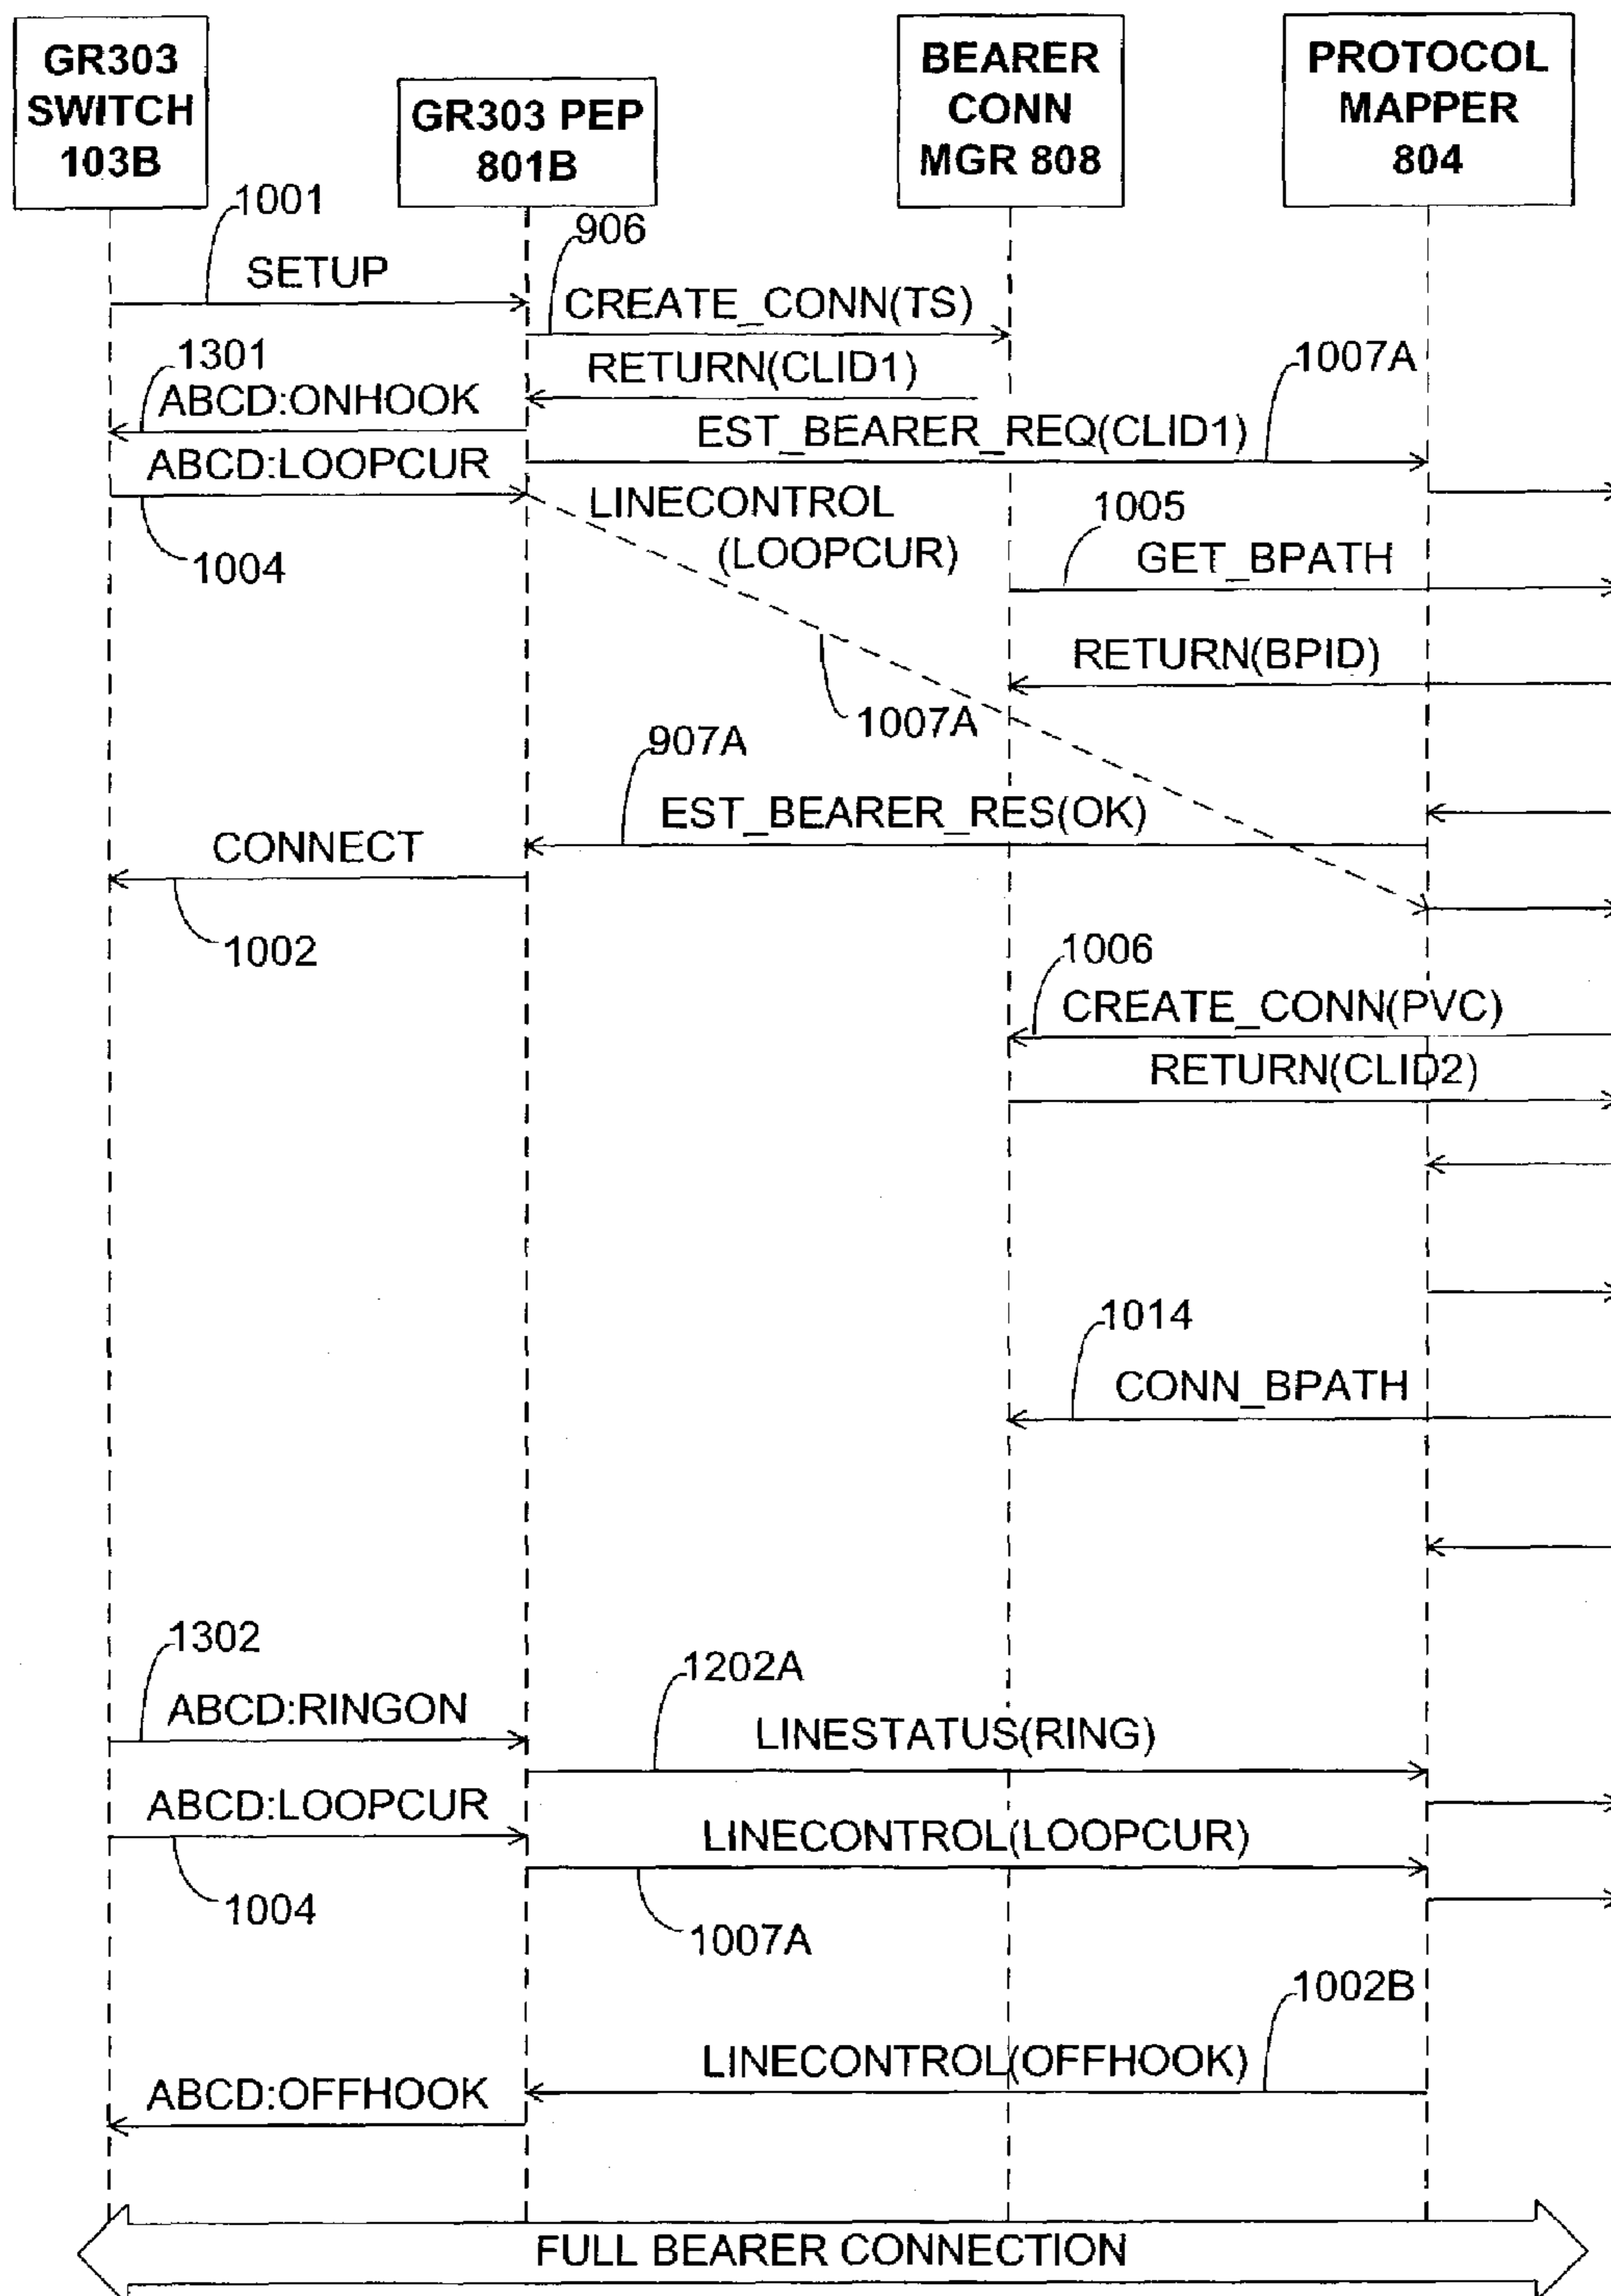 GR303
SWITCH
103B
GR303 PEP
801B
BEARER
CONN
MGR 808
PROTOCOL
MAPPER
804
1001
SETUP
906
CREATE_CONN(TS)
1301
RETURN(CLID1)
1007A
ABCD:ONHOOK
EST_BEARER_REQ(CLID1)
ABCD:LOOPCUR
LINECONTROL
(LOOPCUR)
1004
1005
GET_BPATH
RETURN(BPID)
1007A
907A
EST_BEARER_RES(OK)
CONNECT
1002
1006
CREATE_CONN(PVC)
RETURN(CLID2)
1014
CONN_BPATH
1302
1202A
ABCD:RINGON
LINESTATUS(RING)
ABCD:LOOPCUR
LINECONTROL(LOOPCUR)
1004
1007A
1002B
LINECONTROL(OFFHOOK)
ABCD:OFFHOOK
FULL BEARER CONNECTION